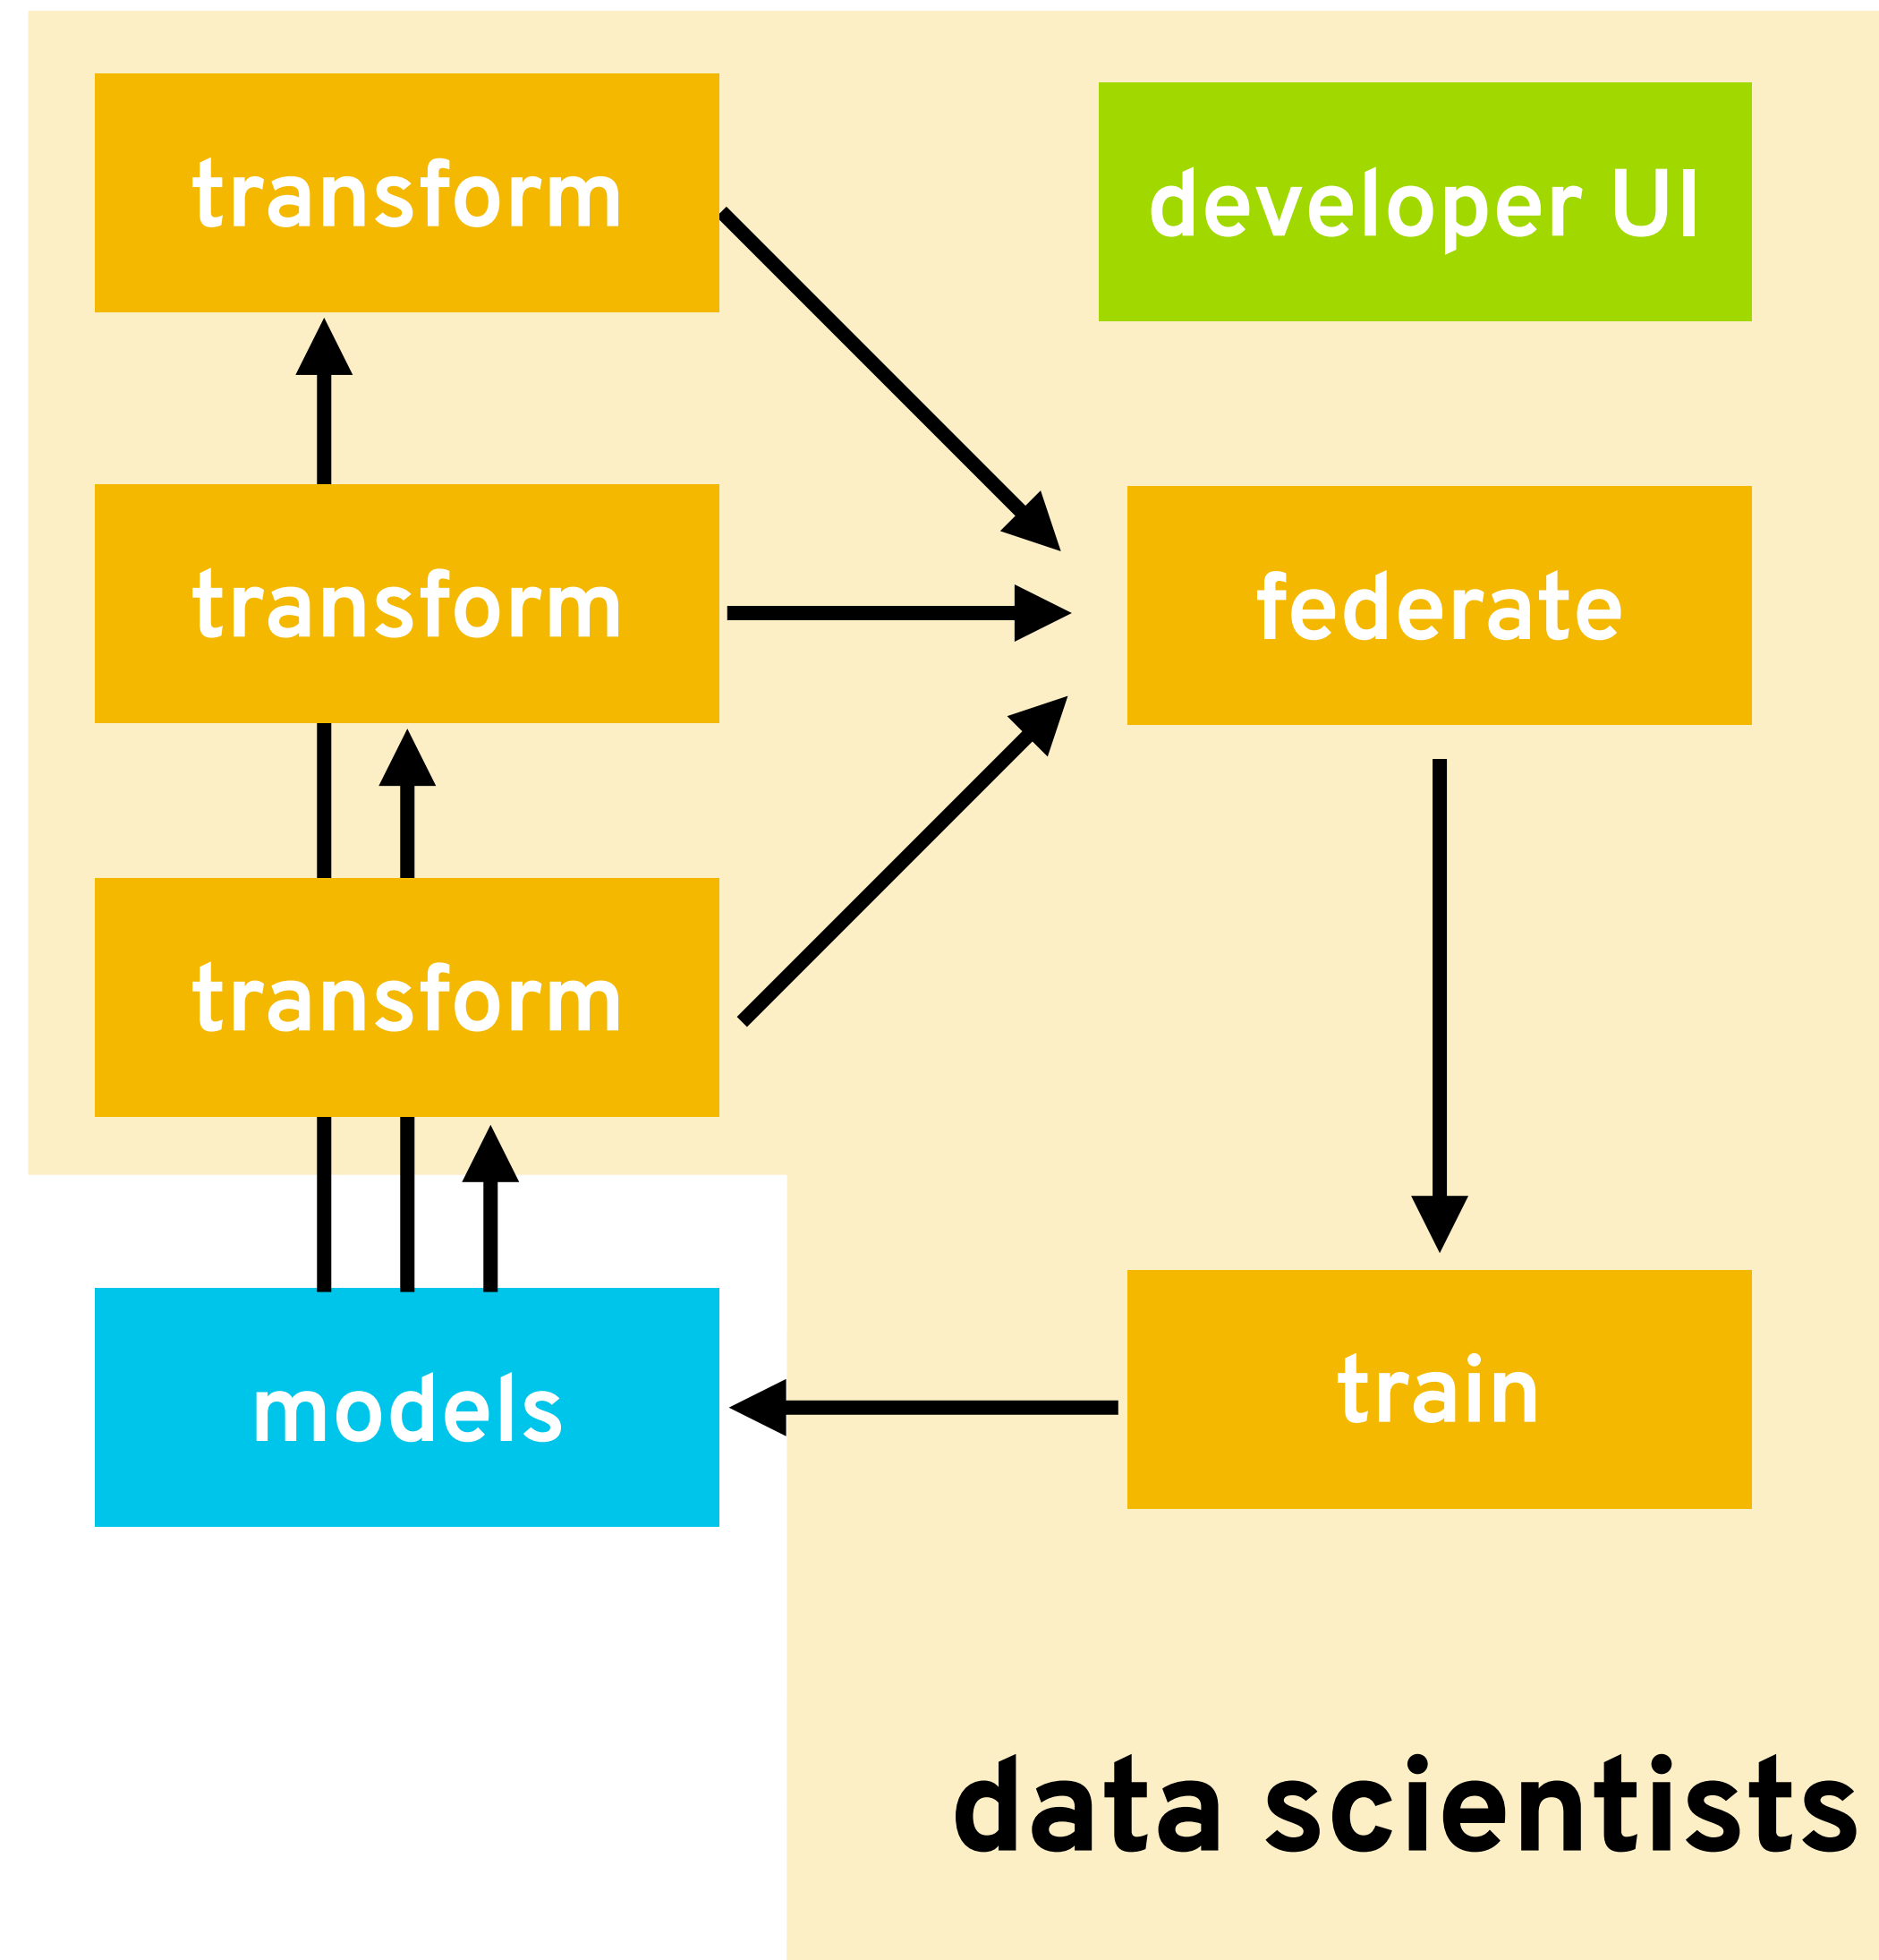 transform
developer UI
transform
federate
transform
models
train
data scientists